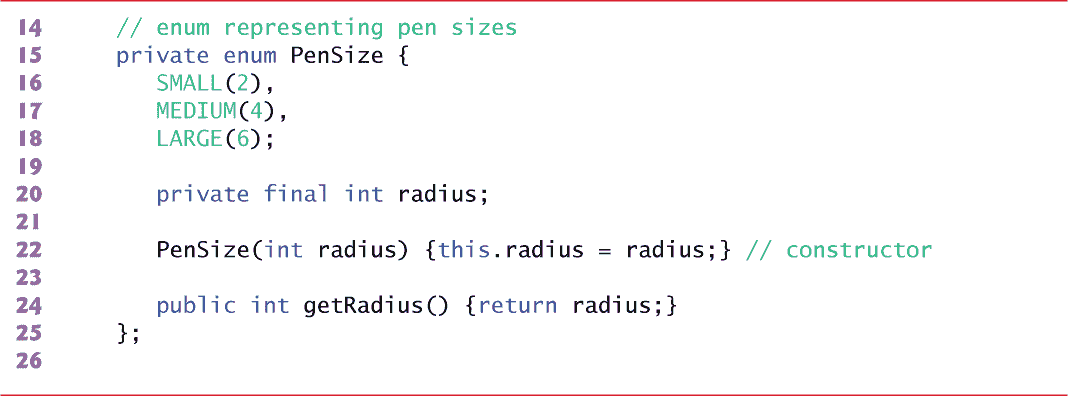 14 // enum representing pen sizes
15 private enum PenSize {
16 SMALL(2),
17 MEDIUM(4),
18 LARGE(6);
19
20 private final int radius;
21
22 PenSize(int radius) {this.radius = radius;} // constructor
23
24 public int getRadius() {return radius;}
25 };
26